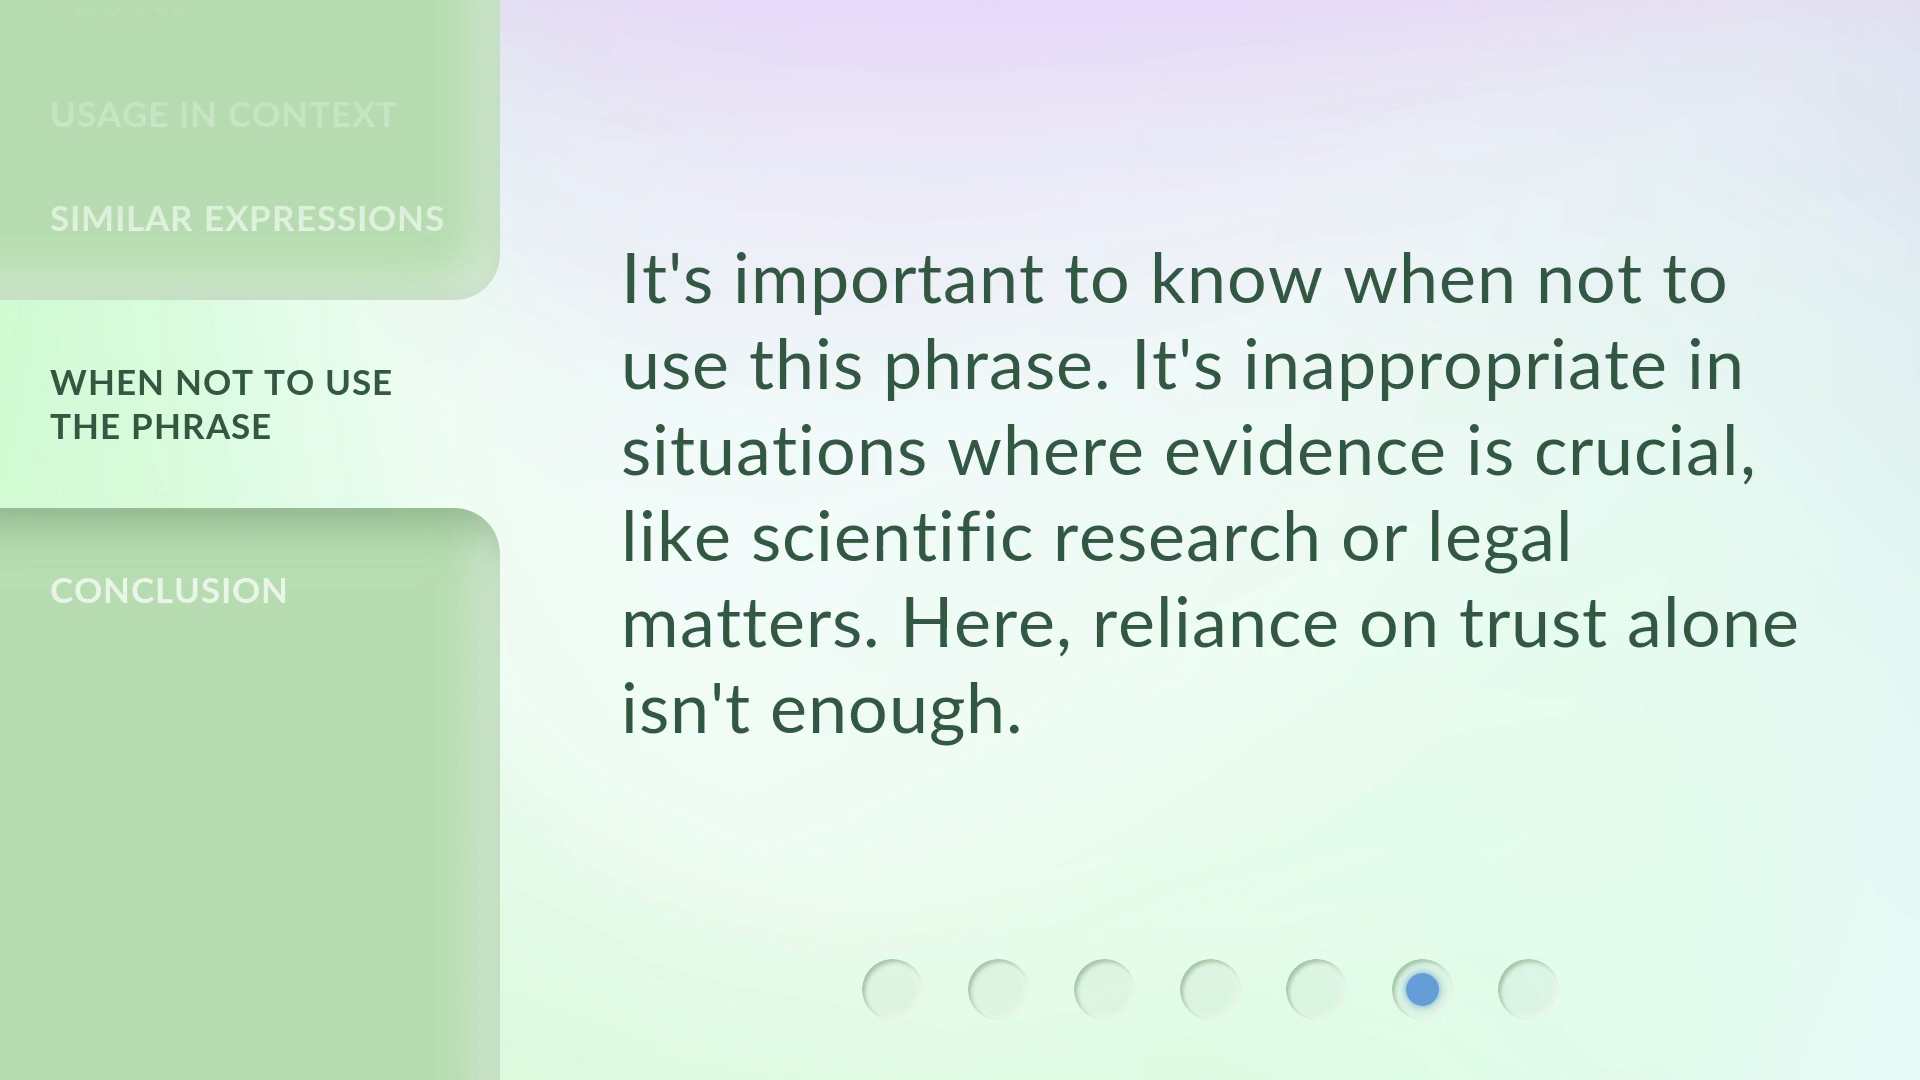 USAGE IN CONTEXT
SIMILAR EXPRESSIONS
WHEN NOT TO USE
THE PHRASE
CONCLUSION
It's important to know when not to
use this phrase. It's inappropriate in
situations where evidence is crucial,
like scientific research or legal
matters. Here, reliance on trust alone
isn't enough.